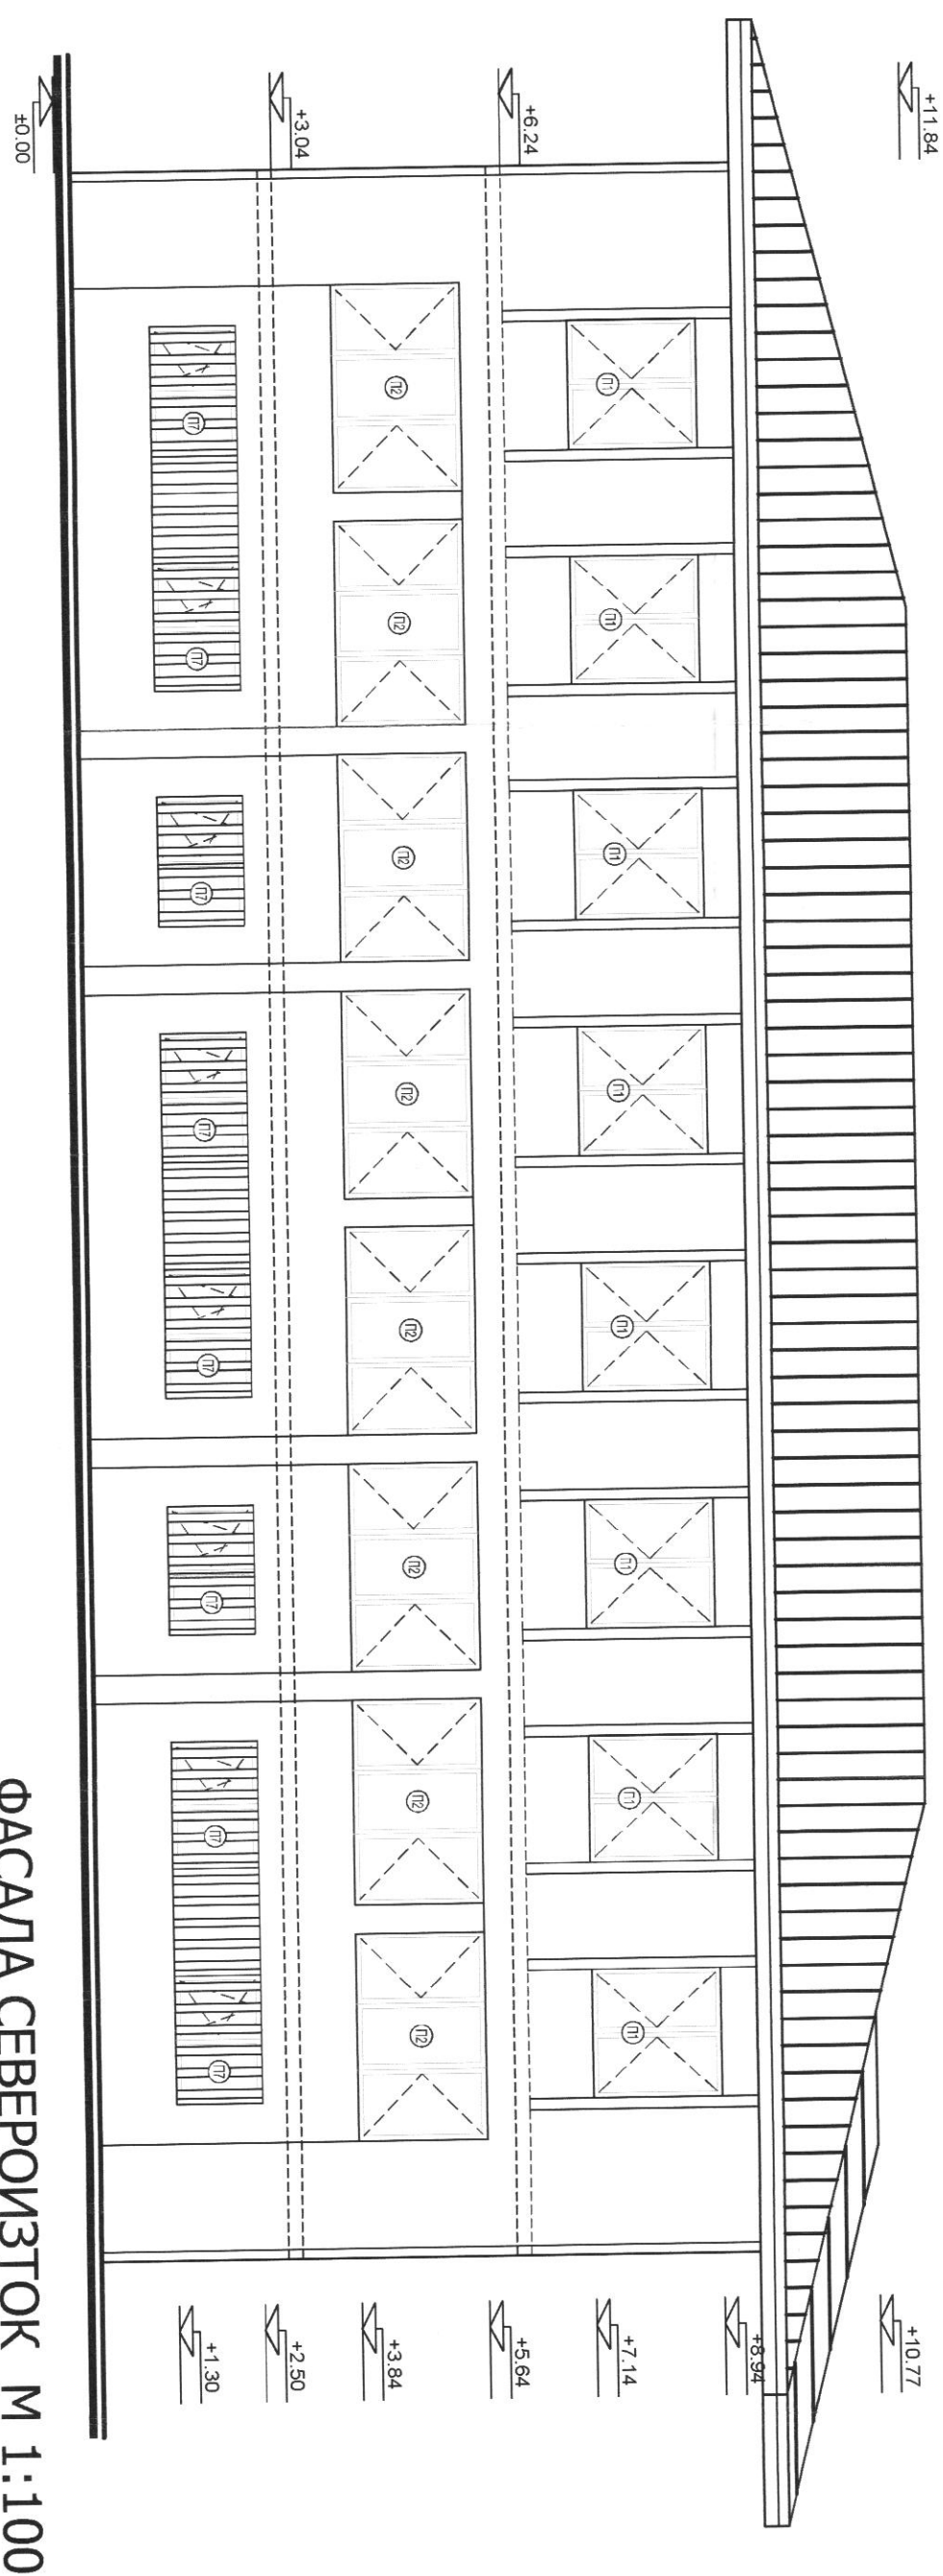 +11.84
+10.77
+8.94
+7.14
П1 П1 П1 П1 П1 П1 П1 П1
+6.24
+5.64
П2 П2 П2 П2 П2 П2 П2 П2
+3.84
+3.04
+2.50
П7 П7 П7 П7 П7 П7 П7 П7
+1.30
±0.00
ФАСАДА СЕВЕРОИЗТОК М 1:100